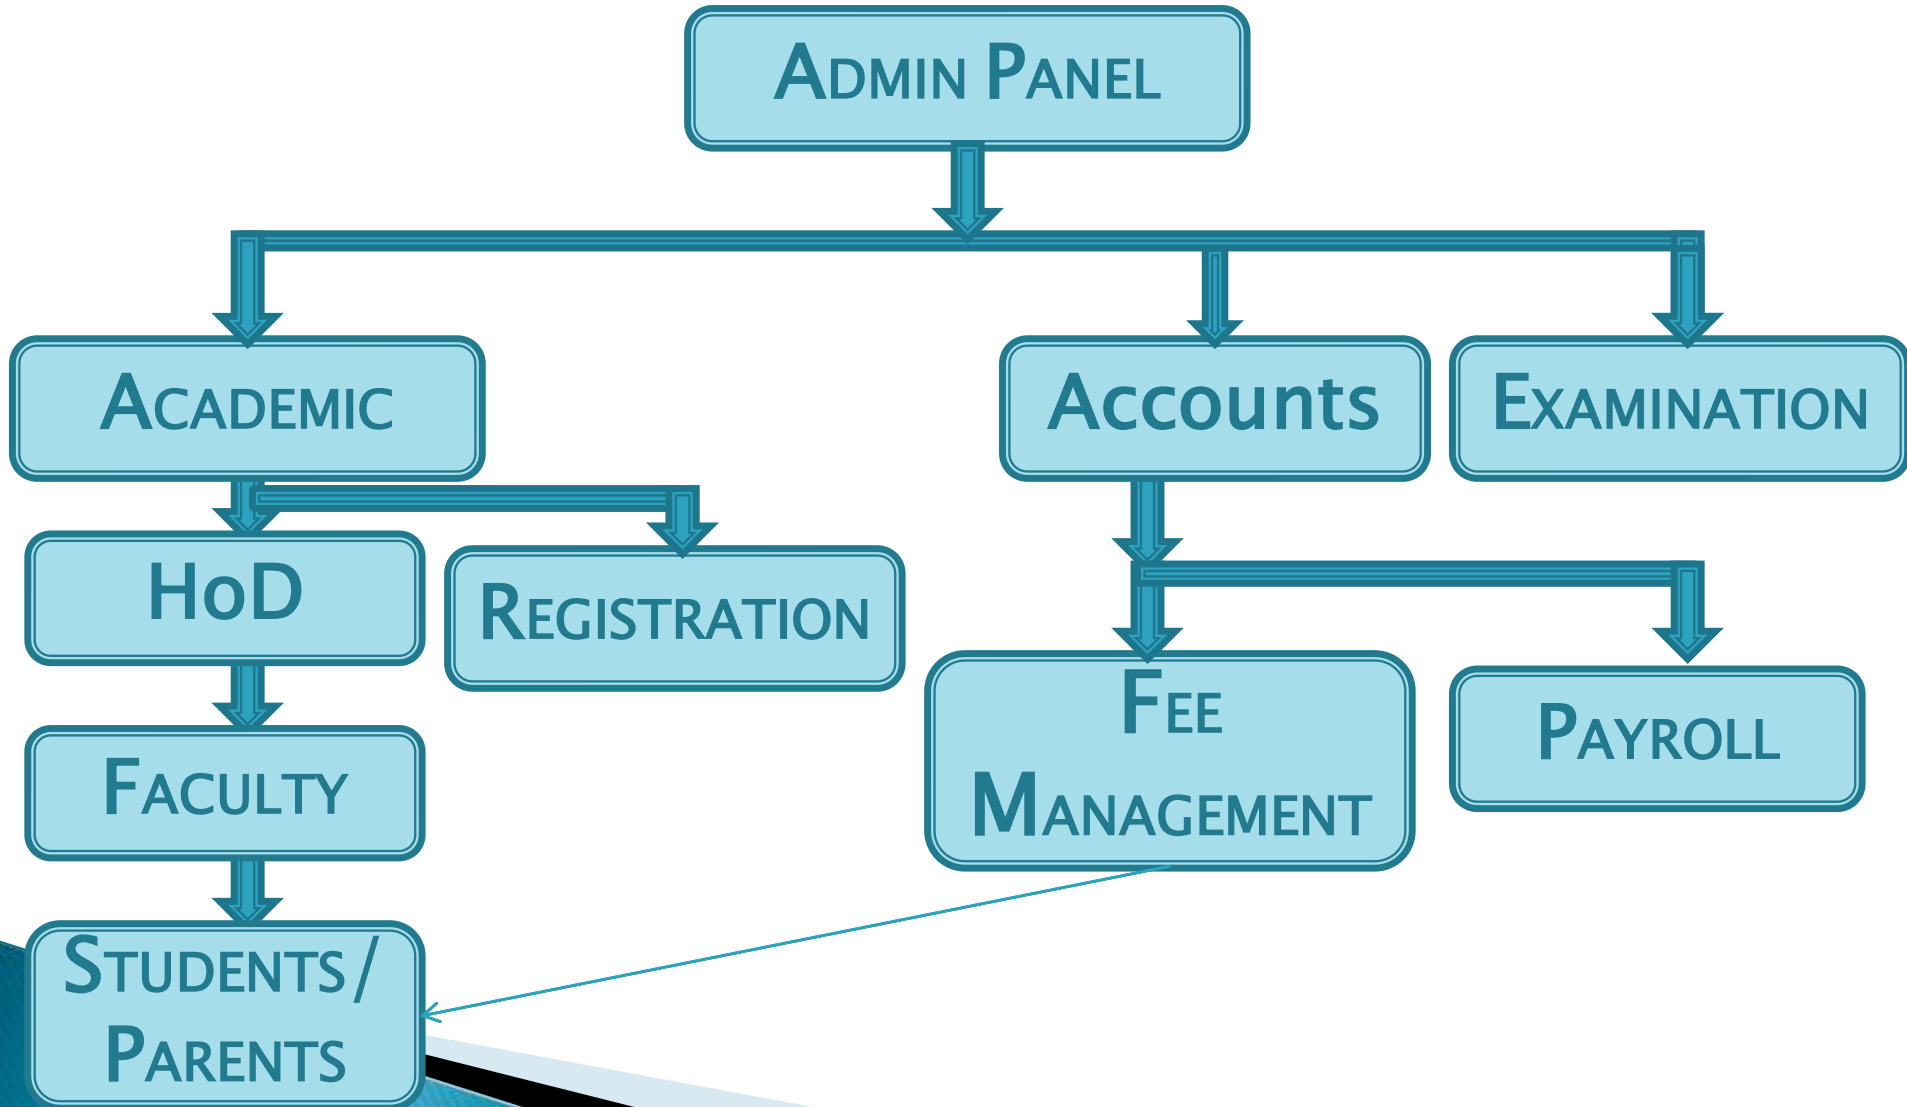 ADMIN PANEL
ACADEMIC
Accounts
EXAMINATION
HoD
REGISTRATION
FEE
MANAGEMENT
PAYROLL
FACULTY
STUDENTS/
PARENTS